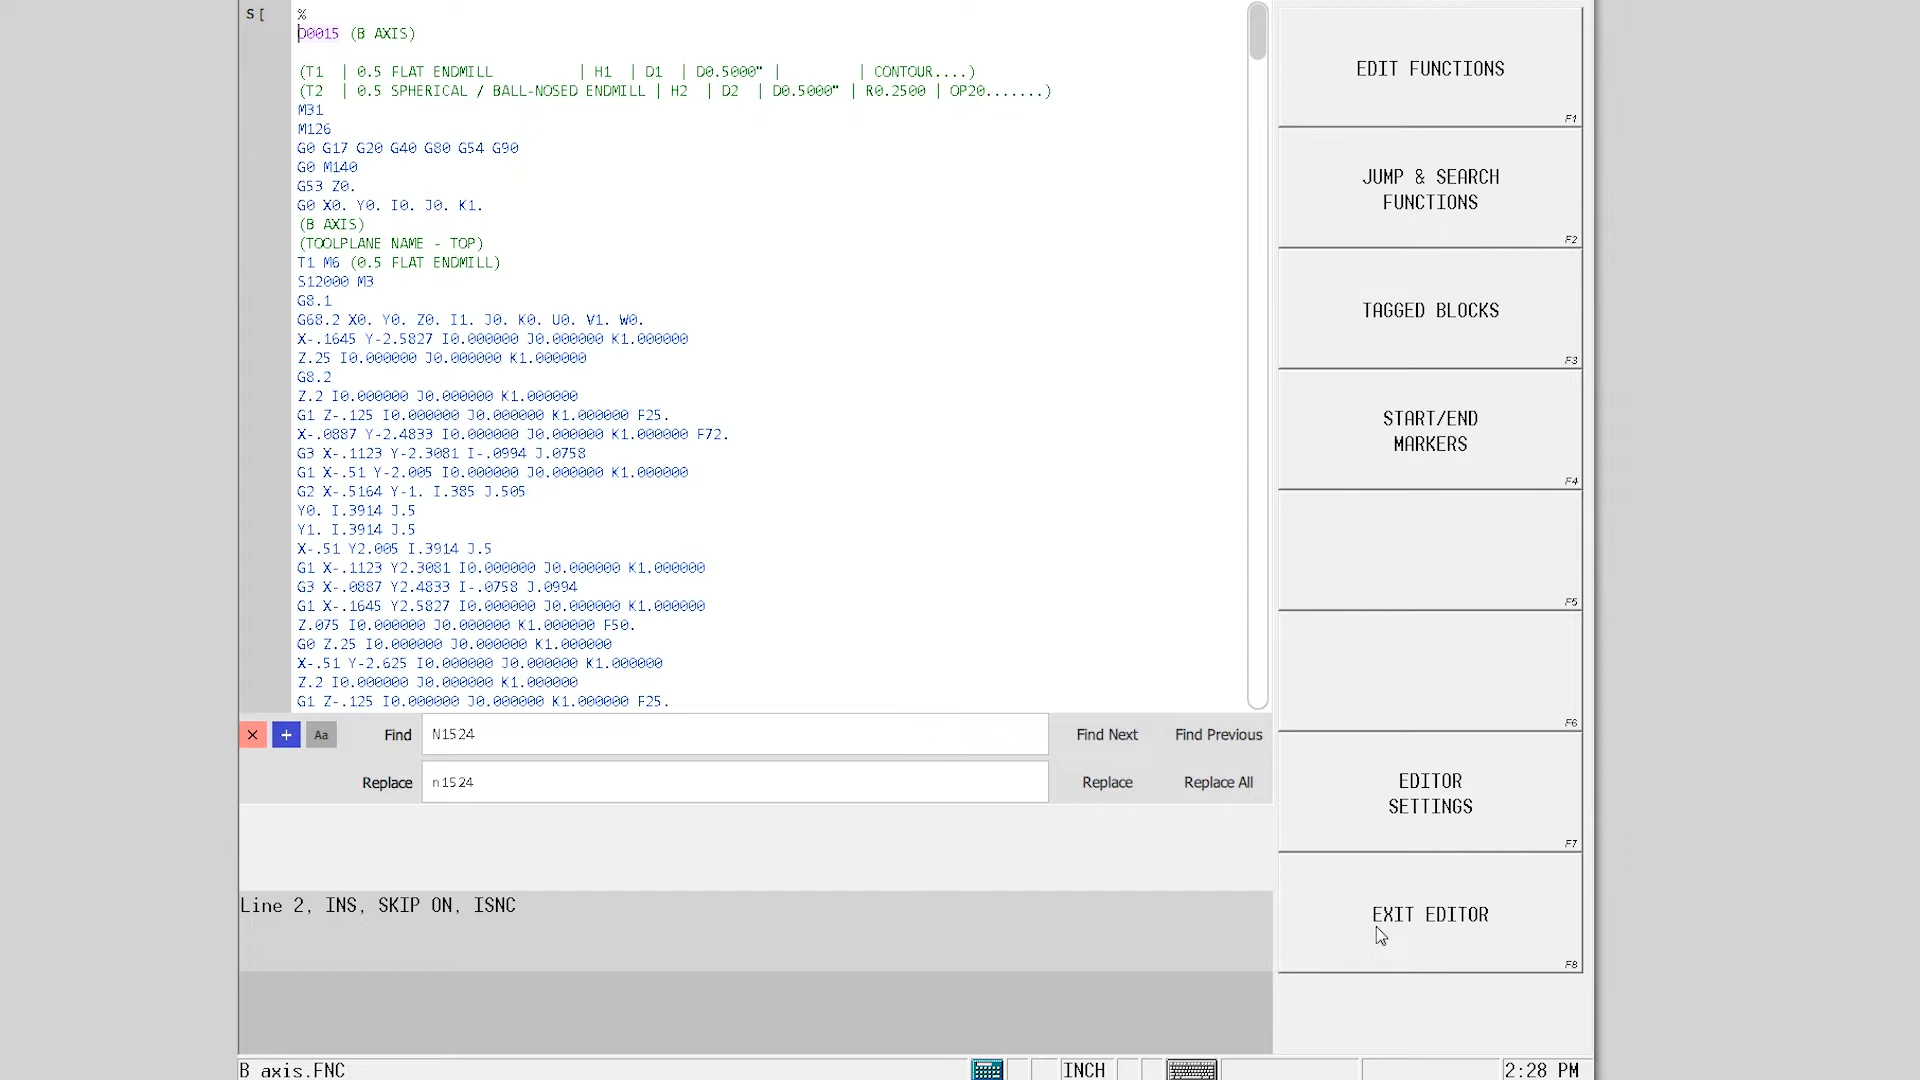 S [
%
O0015 (B AXIS)
(T1 | 0.5 FLAT ENDMILL | H1 | D1 | D0.5000" | | CONTOUR....)
(T2 | 0.5 SPHERICAL / BALL-NOSED ENDMILL | H2 | D2 | D0.5000" | R0.2500 | OP20.......)
M31
M126
G0 G17 G20 G40 G80 G54 G90
G0 M140
G53 Z0.
G0 X0. Y0. I0. J0. K1.
(B AXIS)
(TOOLPLANE NAME - TOP)
T1 M6 (0.5 FLAT ENDMILL)
S12000 M3
G8.1
G68.2 X0. Y0. Z0. I1. J0. K0. U0. V1. W0.
X-.1645 Y-2.5827 I0.000000 J0.000000 K1.000000
Z.25 I0.000000 J0.000000 K1.000000
G8.2
Z.2 I0.000000 J0.000000 K1.000000
G1 Z-.125 I0.000000 J0.000000 K1.000000 F25.
X-.0887 Y-2.4833 I0.000000 J0.000000 K1.000000 F72.
G3 X-.1123 Y-2.3081 I-.0994 J.0758
G1 X-.51 Y-2.005 I0.000000 J0.000000 K1.000000
G2 X-.5164 Y-1. I.385 J.505
Y0. I.3914 J.5
Y1. I.3914 J.5
X-.51 Y2.005 I.3914 J.5
G1 X-.1123 Y2.3081 I0.000000 J0.000000 K1.000000
G3 X-.0887 Y2.4833 I-.0758 J.0994
G1 X-.1645 Y2.5827 I0.000000 J0.000000 K1.000000
Z.075 I0.000000 J0.000000 K1.000000 F50.
G0 Z.25 I0.000000 J0.000000 K1.000000
X-.51 Y-2.625 I0.000000 J0.000000 K1.000000
Z.2 I0.000000 J0.000000 K1.000000
G1 Z-.125 I0.000000 J0.000000 K1.000000 F25.
× + Aa Find N1524 Find Next Find Previous
Replace n1524 Replace Replace All
Line 2, INS, SKIP ON, ISNC
EDIT FUNCTIONS
F1
JUMP & SEARCH
FUNCTIONS
F2
TAGGED BLOCKS
F3
START/END
MARKERS
F4
F5
F6
EDITOR
SETTINGS
F7
EXIT EDITOR
F8
B axis.FNC INCH 2:28 PM